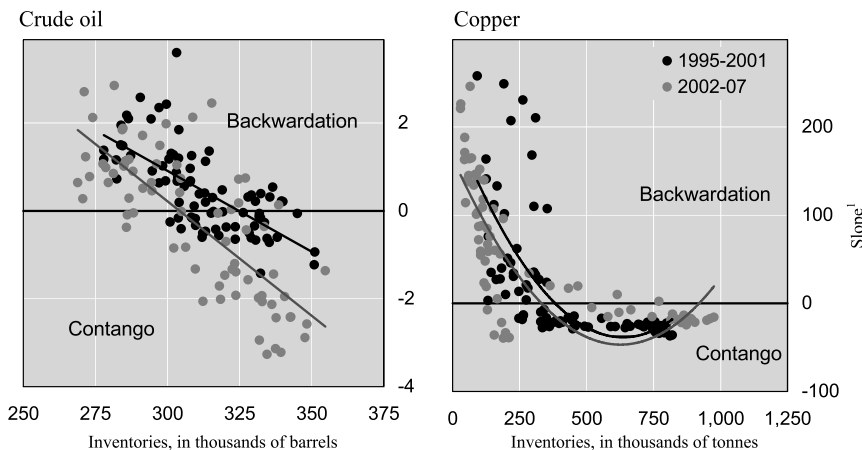 Crude oil
Backwardation
Contango
2
0
-2
-4
250 275 300 325 350 375
Inventories, in thousands of barrels
Copper
1995-2001
2002-07
Backwardation
Contango
200
100
0
-100
Slope¹
0 250 500 750 1,000 1,250
Inventories, in thousands of tonnes